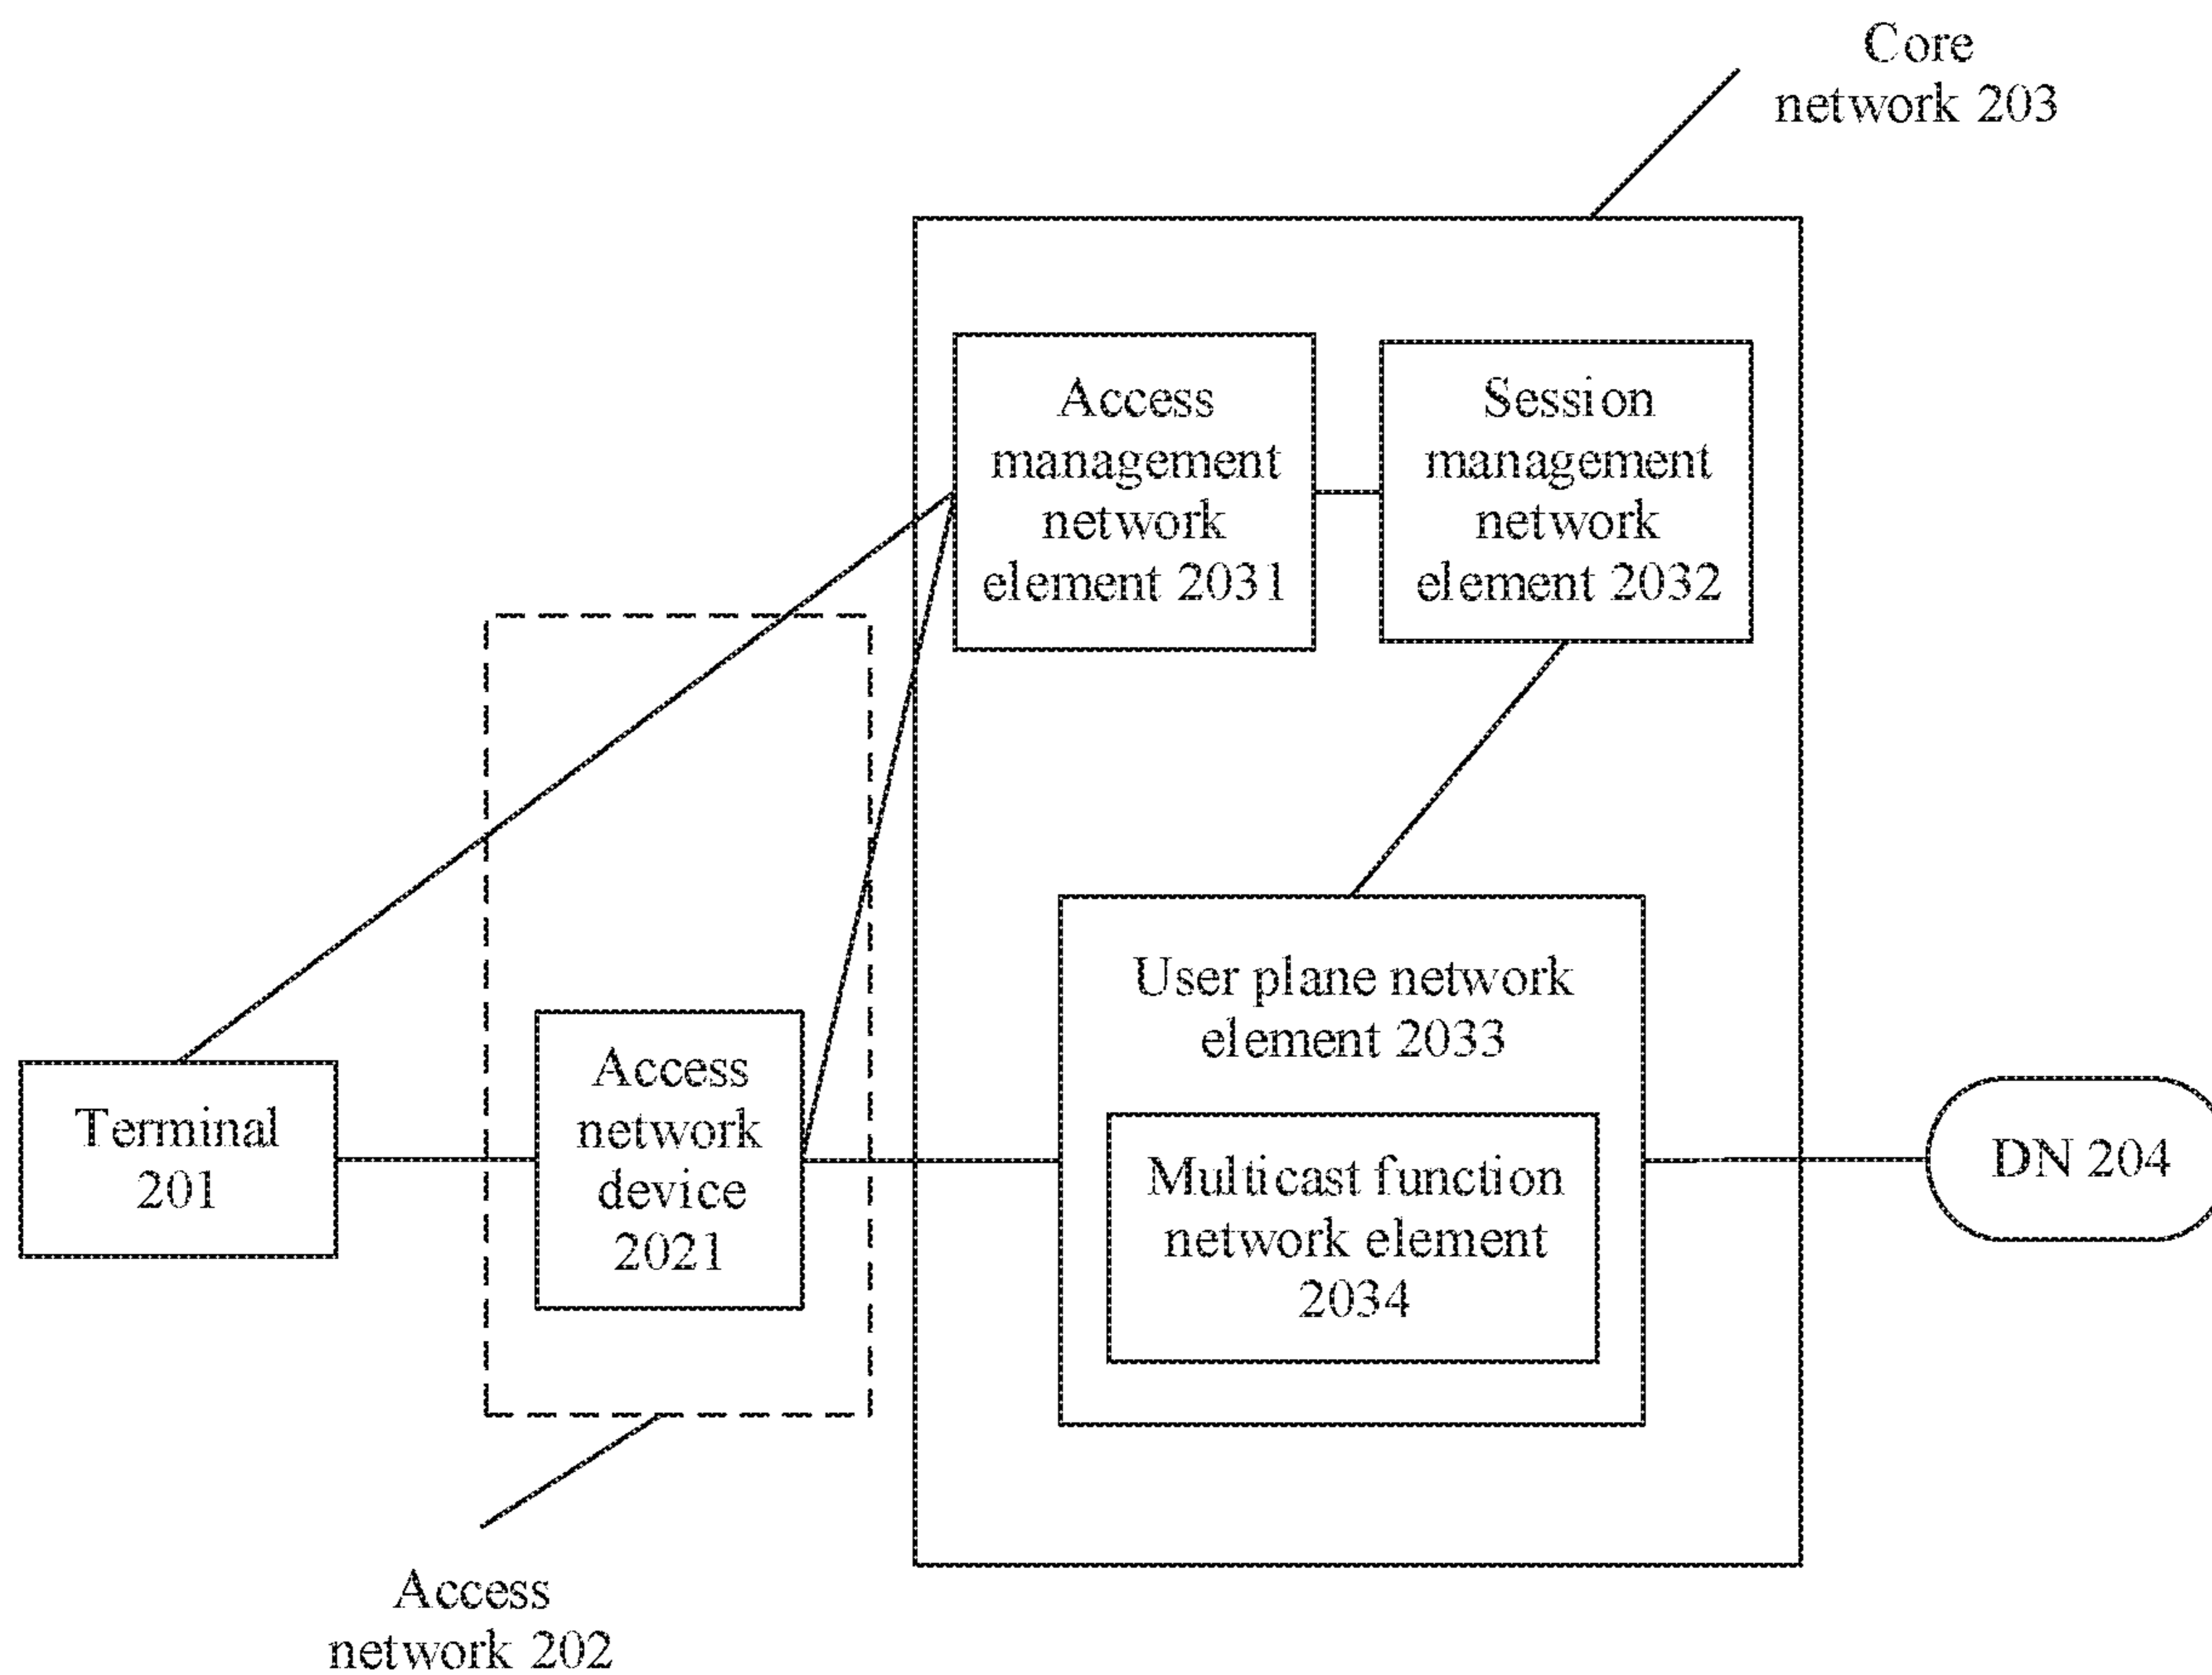 Core
network 203
Access
management
network
element 2031
Session
management
network
element 2032
User plane network
element 2033
Multicast function
network element
2034
Access
network
device
2021
Terminal
201
DN 204
Access
network 202